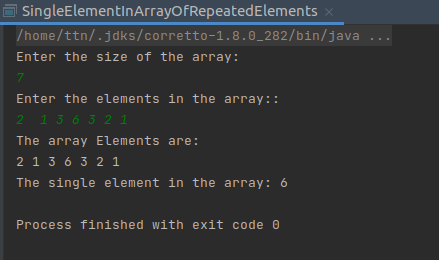 SingleElementInArrayOfRepeatedElements ×
/home/ttn/.jdks/corretto-1.8.0_282/bin/java ...
Enter the size of the array:
7
Enter the elements in the array::
2  1 3 6 3 2 1
The array Elements are:
2 1 3 6 3 2 1
The single element in the array: 6
Process finished with exit code 0